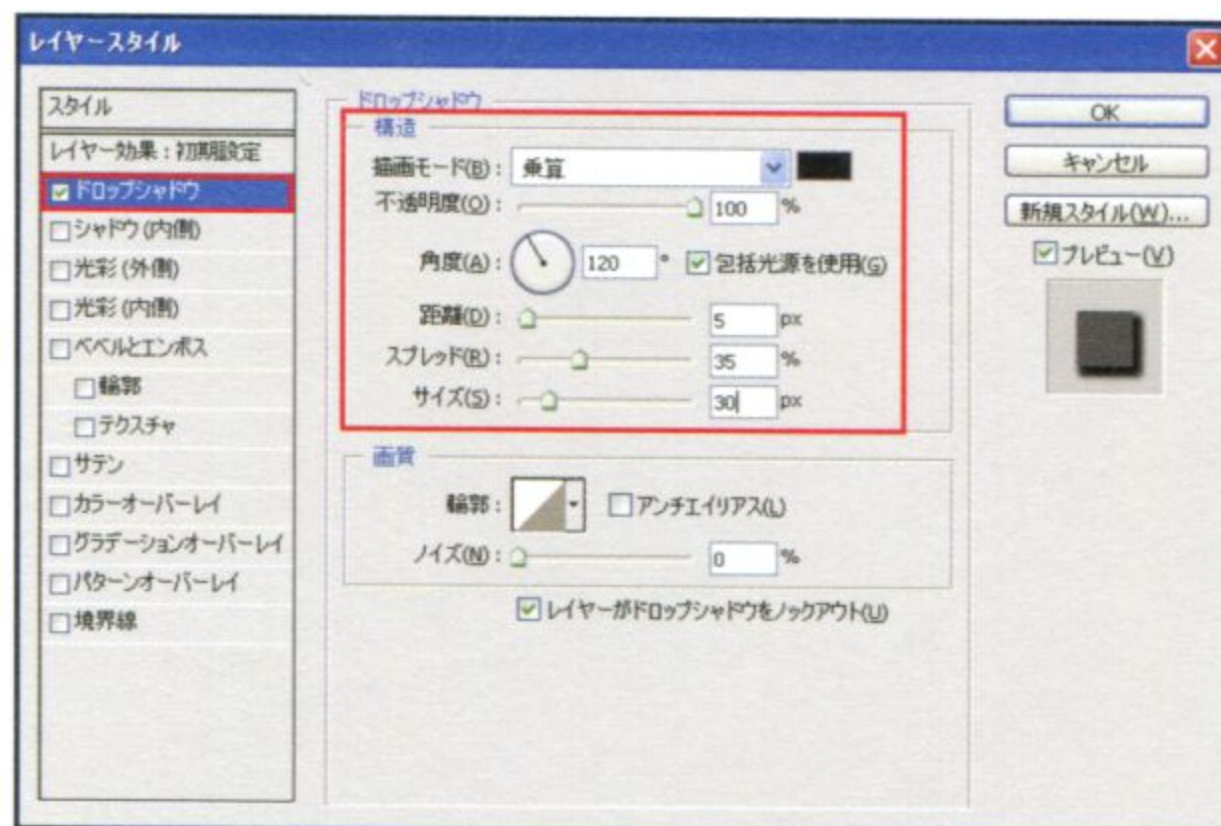 レイヤースタイル
スタイル
レイヤー効果：初期設定
ドロップシャドウ
シャドウ (内側)
光彩 (外側)
光彩 (内側)
ベベルとエンボス
輪郭
テクスチャ
サテン
カラーオーバーレイ
グラデーションオーバーレイ
パターンオーバーレイ
境界線
ドロップシャドウ
構造
描画モード(B)： 乗算
不透明度(O)： 100 %
角度(A)： 120 ° 包括光源を使用(G)
距離(D)： 5 px
スプレッド(R)： 35 %
サイズ(S)： 30 px
画質
輪郭： アンチエイリアス(L)
ノイズ(N)： 0 %
レイヤーがドロップシャドウをノックアウト(U)
OK
キャンセル
新規スタイル(W)...
プレビュー(V)